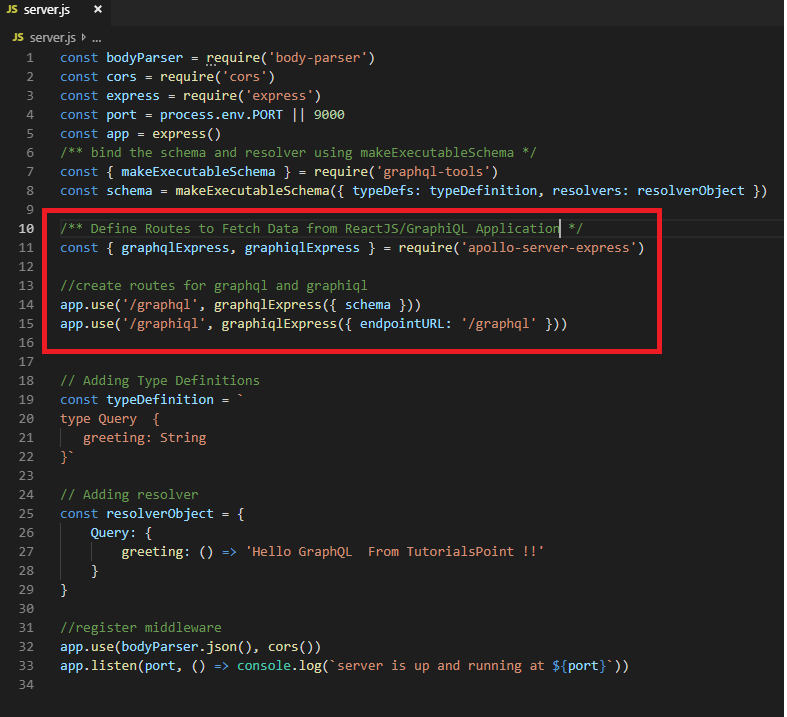 JS server.js ×
JS server.js ▸ ...
1 const bodyParser = require('body-parser')
2 const cors = require('cors')
3 const express = require('express')
4 const port = process.env.PORT || 9000
5 const app = express()
6 /** bind the schema and resolver using makeExecutableSchema */
7 const { makeExecutableSchema } = require('graphql-tools')
8 const schema = makeExecutableSchema({ typeDefs: typeDefinition, resolvers: resolverObject })
9
10 /** Define Routes to Fetch Data from ReactJS/GraphiQL Application */
11 const { graphqlExpress, graphiqlExpress } = require('apollo-server-express')
12
13 //create routes for graphql and graphiql
14 app.use('/graphql', graphqlExpress({ schema }))
15 app.use('/graphiql', graphiqlExpress({ endpointURL: '/graphql' }))
16
17
18 // Adding Type Definitions
19 const typeDefinition = `
20 type Query  {
21    greeting: String
22 }`
23
24 // Adding resolver
25 const resolverObject = {
26     Query: {
27         greeting: () => 'Hello GraphQL  From TutorialsPoint !!'
28     }
29 }
30
31 //register middleware
32 app.use(bodyParser.json(), cors())
33 app.listen(port, () => console.log(`server is up and running at ${port}`))
34